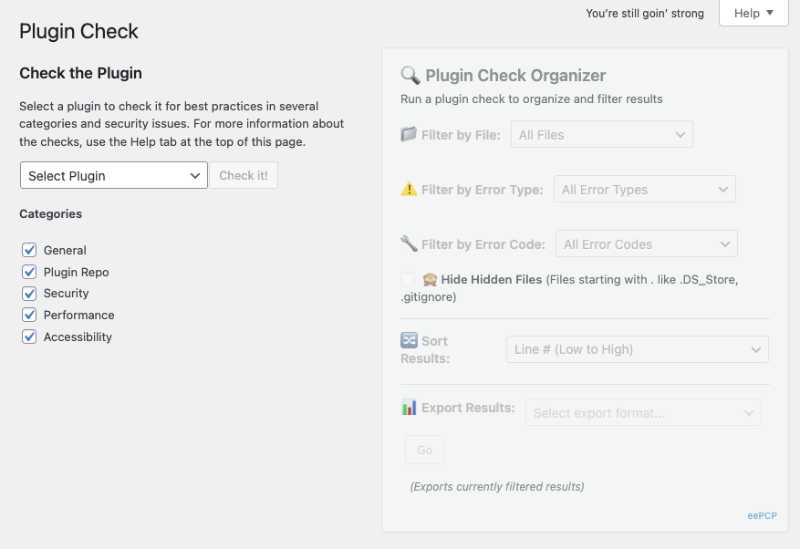 You're still goin' strong
Help
Plugin Check
Check the Plugin
Select a plugin to check it for best practices in several
categories and security issues. For more information about
the checks, use the Help tab at the top of this page.
Select Plugin
Check it!
Categories
General
Plugin Repo
Security
Performance
Accessibility
Plugin Check Organizer
Run a plugin check to organize and filter results
Filter by File:
All Files
Filter by Error Type:
All Error Types
Filter by Error Code:
All Error Codes
Hide Hidden Files (Files starting with . like .DS_Store,
.gitignore)
Sort
Results:
Line # (Low to High)
Export Results:
Select export format...
Go
(Exports currently filtered results)
eePCP